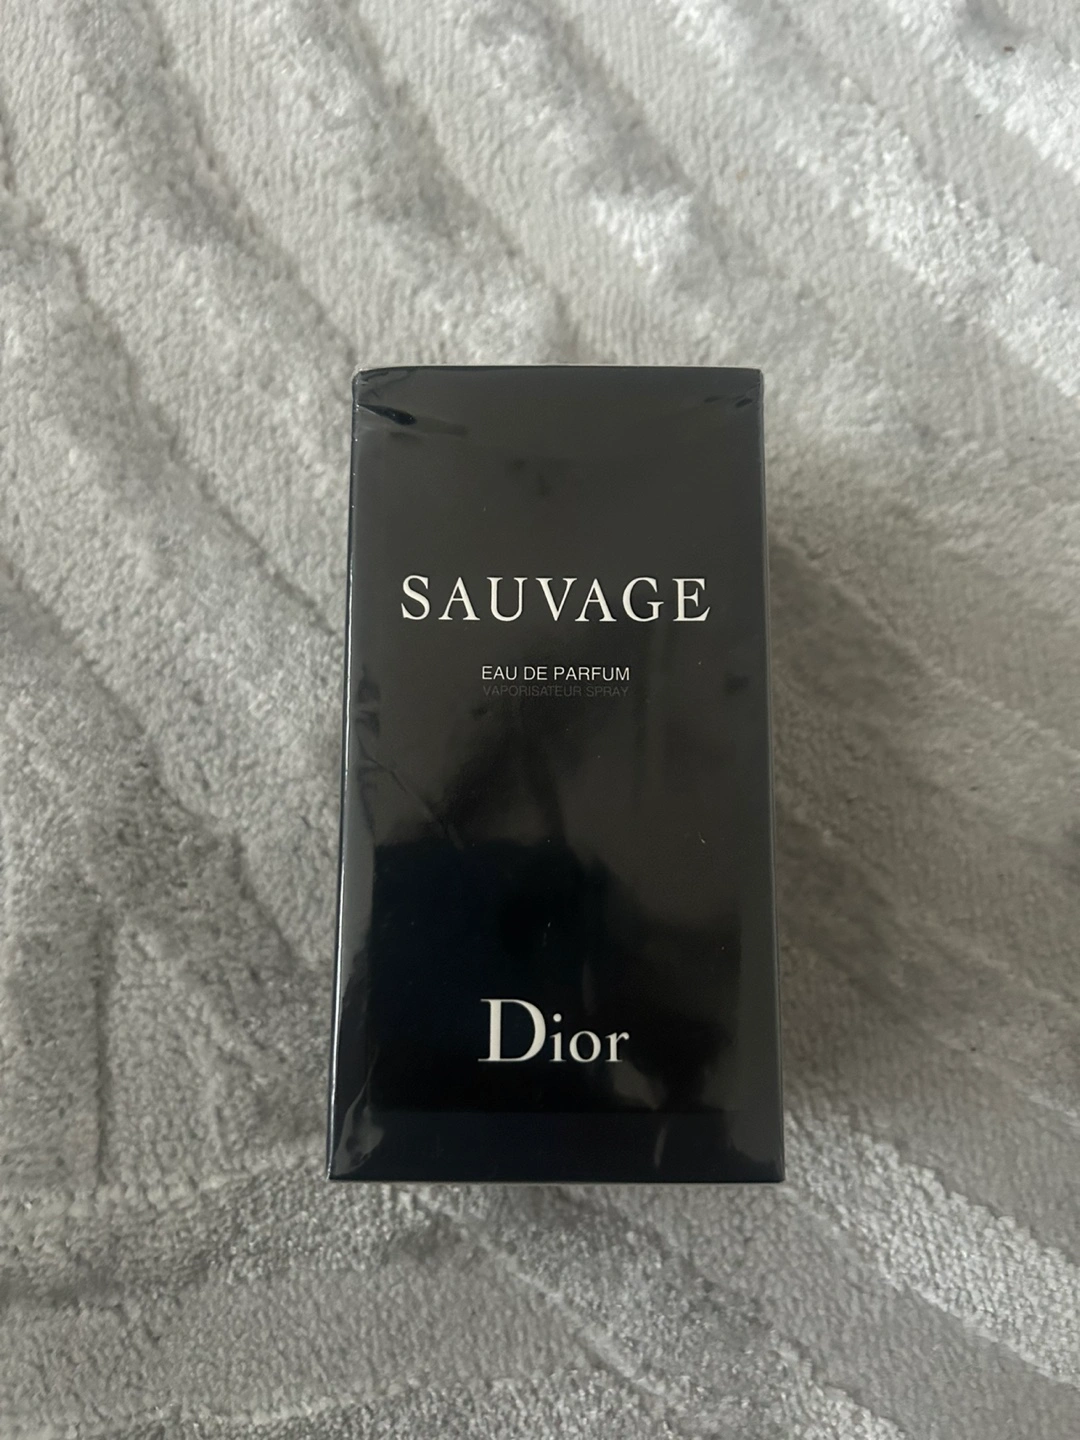 SAUVAGE
EAU DE PARFUM
VAPORISATEUR SPRAY
Dior